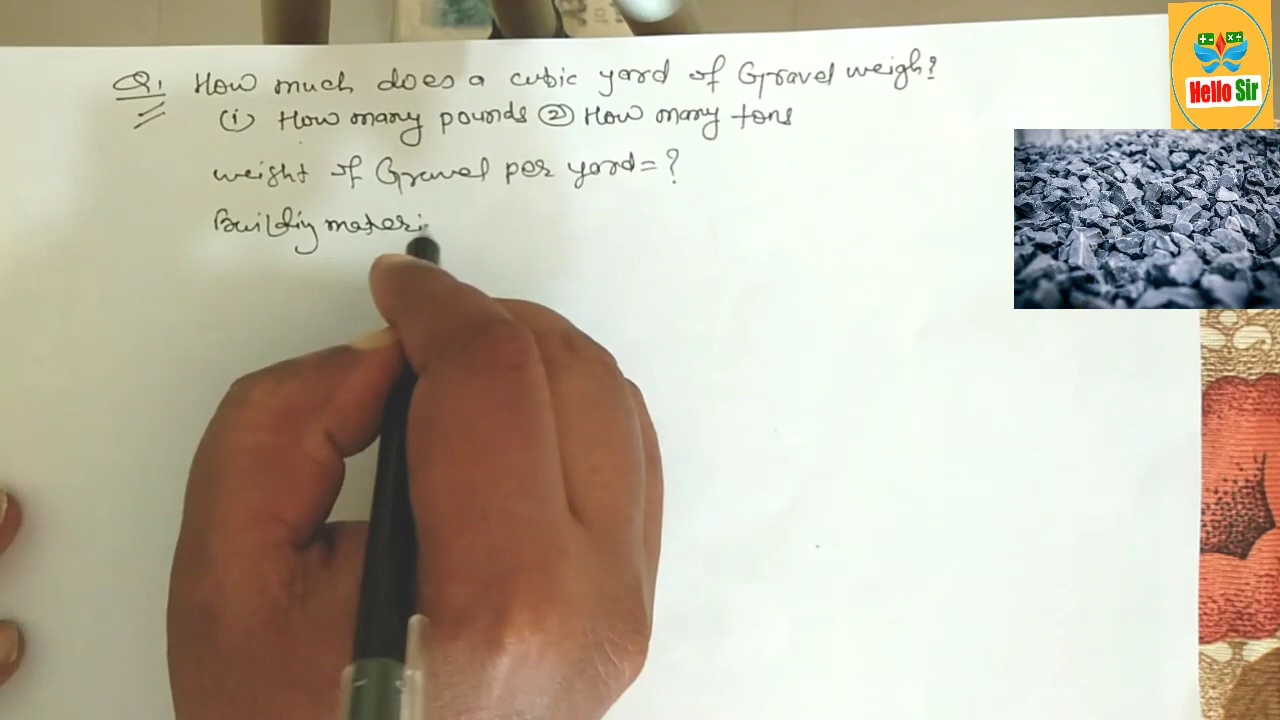 Q1. How much does a cubic yard of Gravel weigh?
(i) How many pounds (2) How many tons
weight of Gravel per yard = ?
Building materi
Hello Sir